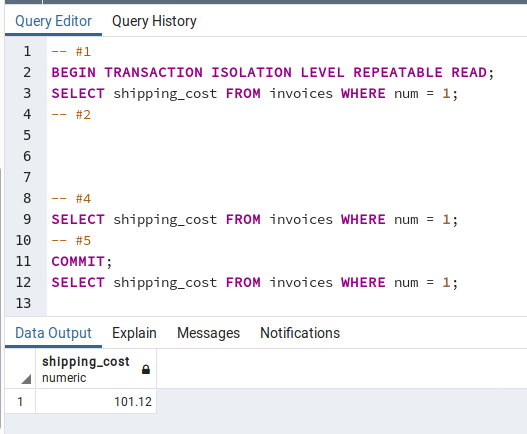 Query Editor Query History
1 -- #1
2 BEGIN TRANSACTION ISOLATION LEVEL REPEATABLE READ;
3 SELECT shipping_cost FROM invoices WHERE num = 1;
4 -- #2
5
6
7
8 -- #4
9 SELECT shipping_cost FROM invoices WHERE num = 1;
10 -- #5
11 COMMIT;
12 SELECT shipping_cost FROM invoices WHERE num = 1;
13
Data Output Explain Messages Notifications
shipping_cost
numeric
1 101.12